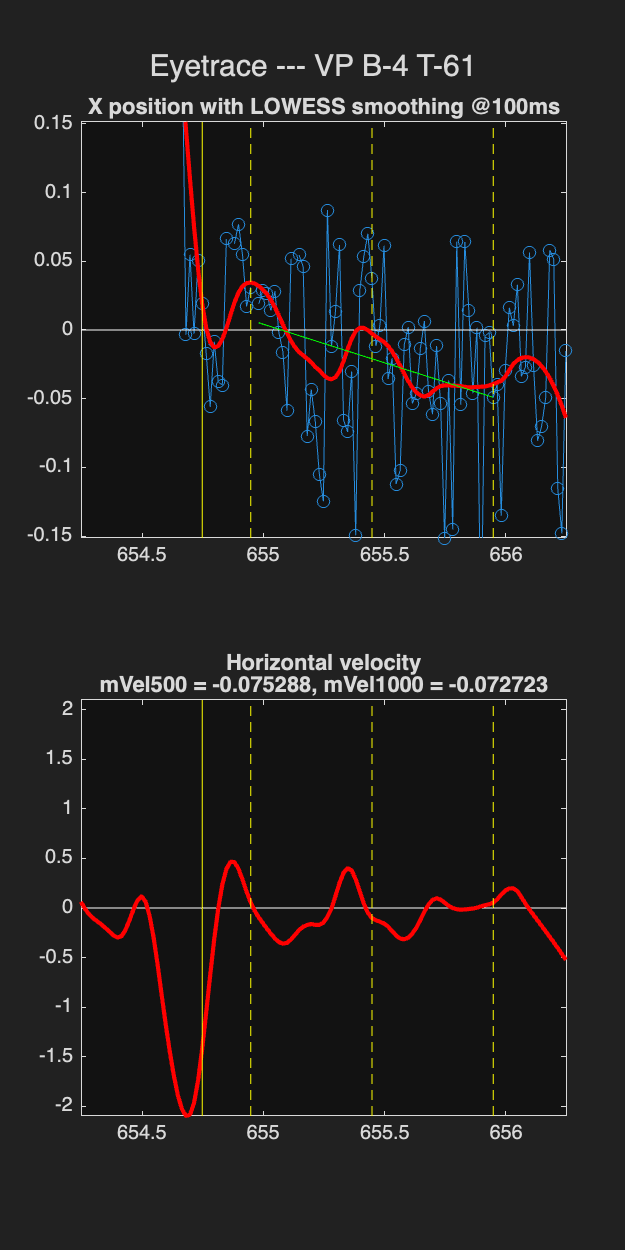 Eyetrace --- VP B-4 T-61
X position with LOWESS smoothing @100ms
0.15
0.1
0.05
0
-0.05
-0.1
-0.15
654.5 655 655.5 656
Horizontal velocity
mVel500 = -0.075288, mVel1000 = -0.072723
2
1.5
1
0.5
0
-0.5
-1
-1.5
-2
654.5 655 655.5 656